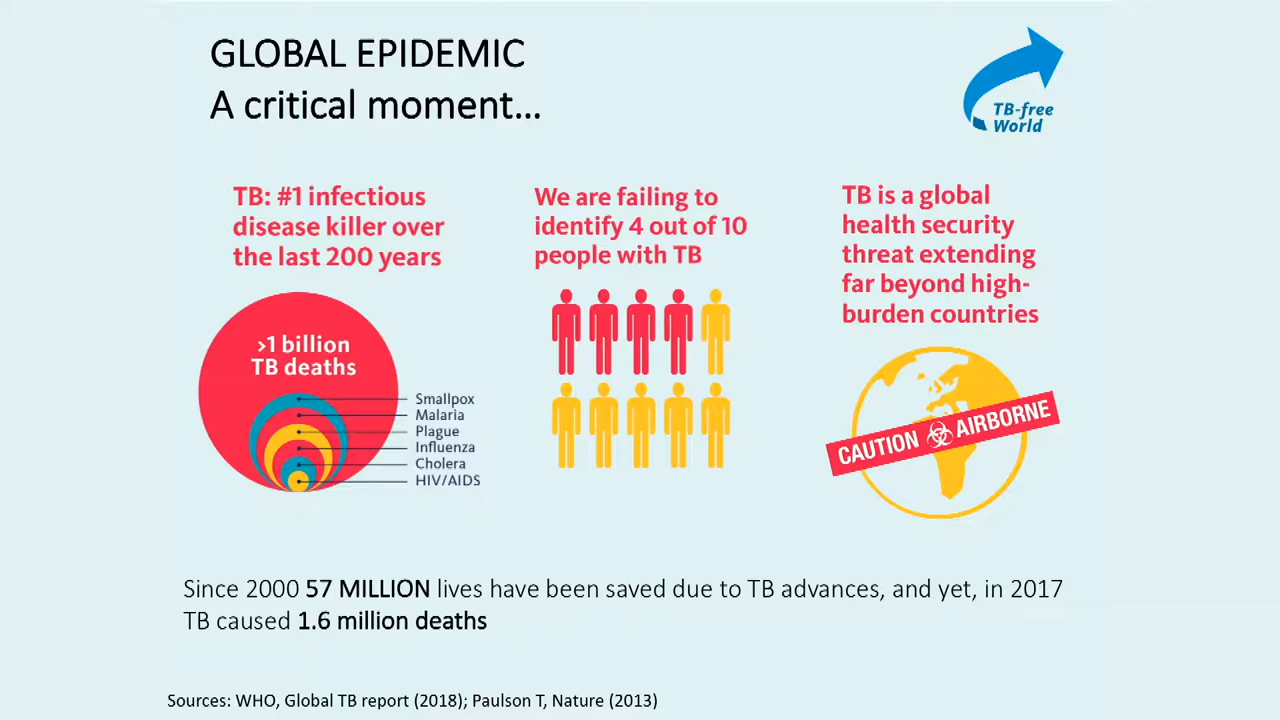 GLOBAL EPIDEMIC
A critical moment...
TB-free
World
TB: #1 infectious
disease killer over
the last 200 years
>1 billion
TB deaths
Smallpox
Malaria
Plague
Influenza
Cholera
HIV/AIDS
We are failing to
identify 4 out of 10
people with TB
TB is a global
health security
threat extending
far beyond high-
burden countries
CAUTION AIRBORNE
Since 2000 57 MILLION lives have been saved due to TB advances, and yet, in 2017
TB caused 1.6 million deaths
Sources: WHO, Global TB report (2018); Paulson T, Nature (2013)